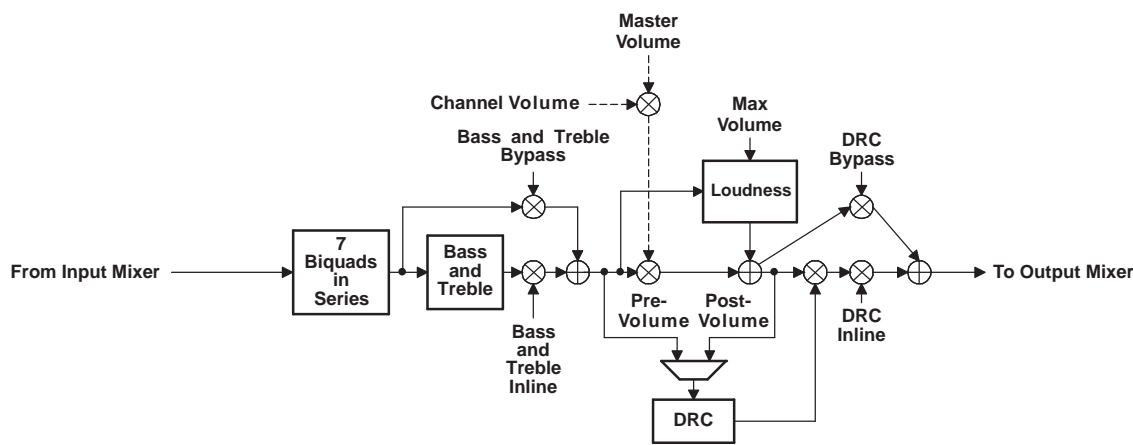 Master
Volume
Channel Volume
Max
Volume
Bass and Treble
Bypass
DRC
Bypass
Loudness
From Input Mixer
7
Biquads
in
Series
Bass
and
Treble
To Output Mixer
Pre-
Volume
Post-
Volume
Bass
and
Treble
Inline
DRC
Inline
DRC